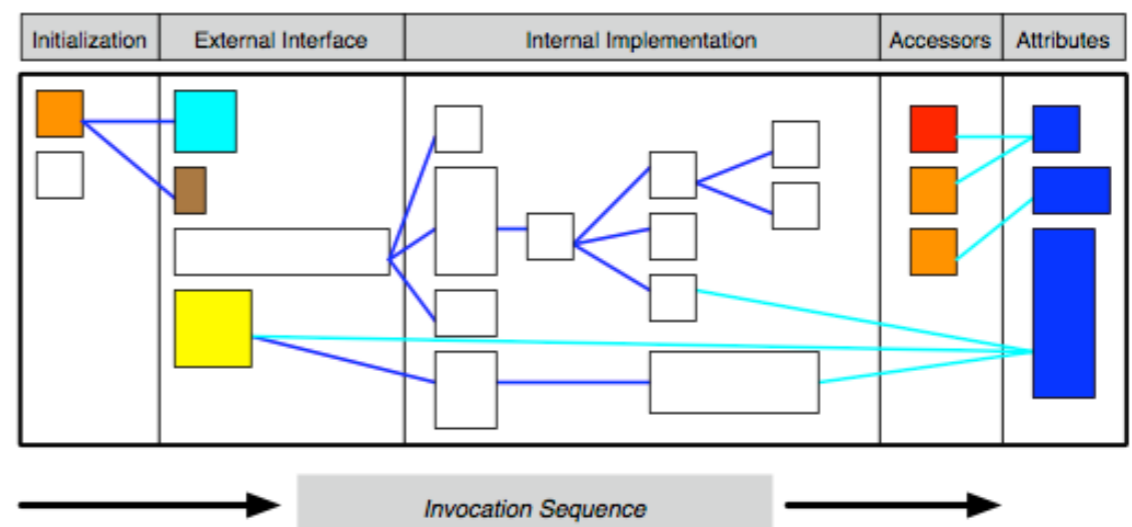 Initialization
External Interface
Internal Implementation
Accessors
Attributes
Invocation Sequence